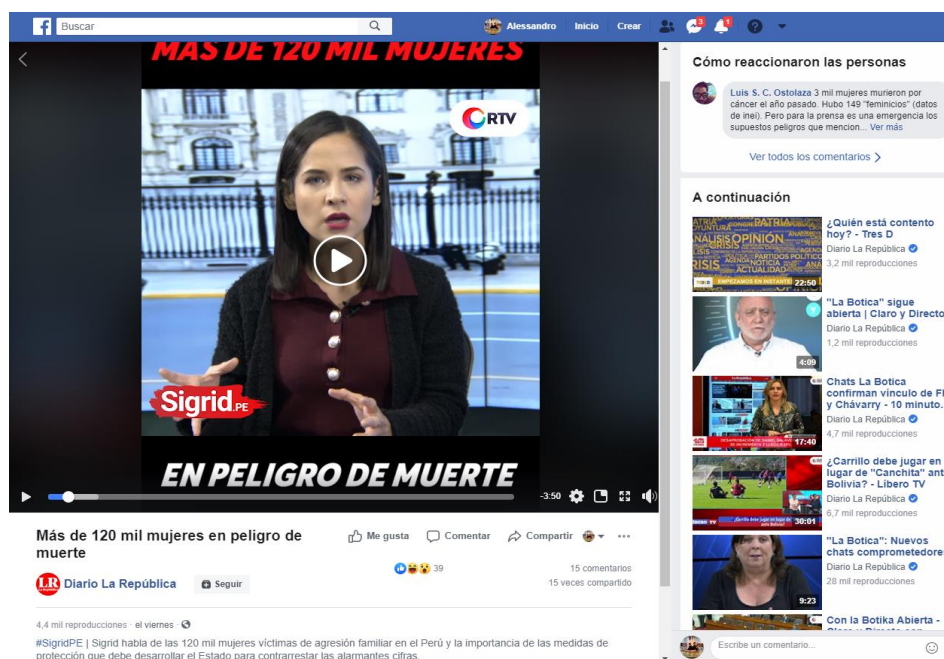 Buscar
Alessandro
Inicio
Crear
3
1
MÁS DE 120 MIL MUJERES
RTV
Sigrid.PE
EN PELIGRO DE MUERTE
-3:50
Más de 120 mil mujeres en peligro de
muerte
Me gusta
Comentar
Compartir
Diario La República
Seguir
39
15 comentarios
15 veces compartido
4,4 mil reproducciones · el viernes ·
#SigridPE | Sigrid habla de las 120 mil mujeres víctimas de agresión familiar en el Perú y la importancia de las medidas de
protección que debe desarrollar el Estado para contrarrestar las alarmantes cifras.
Cómo reaccionaron las personas
Luis S. C. Ostolaza 3 mil mujeres murieron por
cáncer el año pasado. Hubo 149 "feminicios" (datos
de inei). Pero para la prensa es una emergencia los
supuestos peligros que mencion... Ver más
Ver todos los comentarios
A continuación
OPINIÓN
ACTUALIDAD
EMPEZAMOS EN INSTANTES
22:50
¿Quién está contento
hoy? - Tres D
Diario La República
3,2 mil reproducciones
4:09
"La Botica" sigue
abierta | Claro y Directo
Diario La República
1,2 mil reproducciones
17:40
Chats La Botica
confirman vínculo de F
y Chávarry - 10 minuto
Diario La República
4,7 mil reproducciones
30:01
¿Carrillo debe jugar en
lugar de "Canchita" ant
Bolivia? - Líbero TV
Diario La República
6,7 mil reproducciones
9:23
"La Botica": Nuevos
chats comprometedore
Diario La República
28 mil reproducciones
Con la Botika Abierta -
Escribe un comentario...